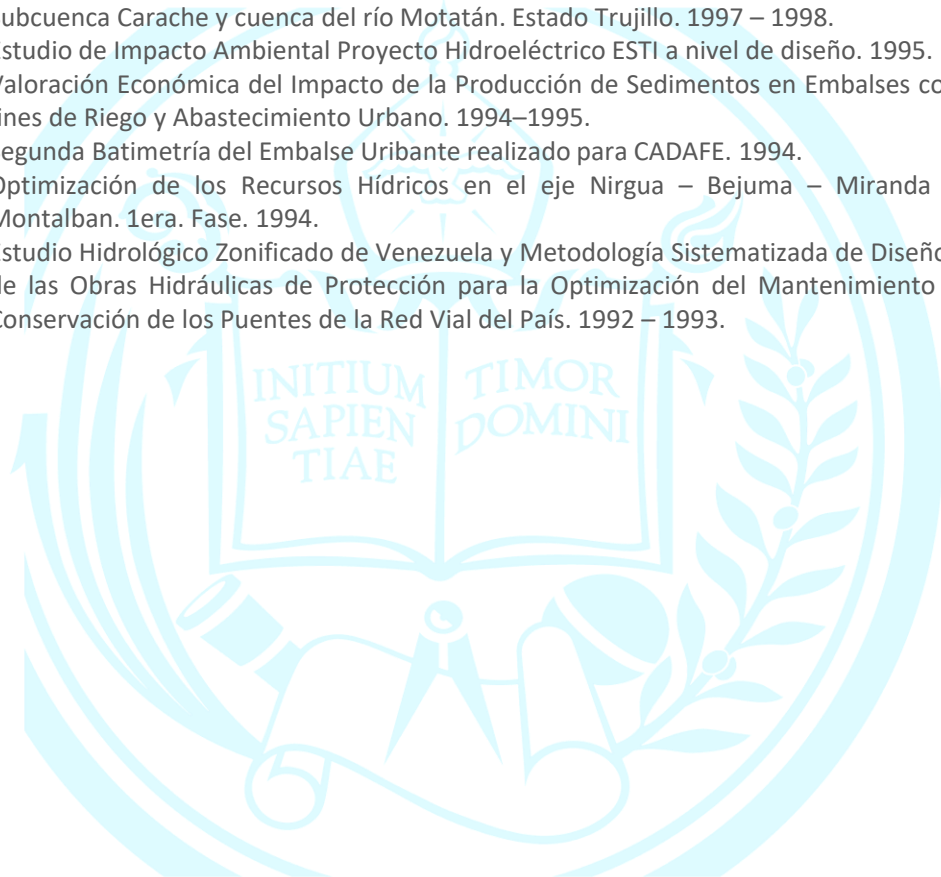 ubcuenca Carache y cuenca del río Motatán. Estado Trujillo. 1997 – 1998.
studio de Impacto Ambiental Proyecto Hidroeléctrico ESTI a nivel de diseño. 1995.
Valoración Económica del Impacto de la Producción de Sedimentos en Embalses co
ines de Riego y Abastecimiento Urbano. 1994–1995.
egunda Batimetría del Embalse Uribante realizado para CADAFE. 1994.
Optimización de los Recursos Hídricos en el eje Nirgua – Bejuma – Miranda
Montalban. 1era. Fase. 1994.
studio Hidrológico Zonificado de Venezuela y Metodología Sistematizada de Diseño
de las Obras Hidráulicas de Protección para la Optimización del Mantenimiento
Conservación de los Puentes de la Red Vial del País. 1992 – 1993.
INITIUM
SAPIEN
TIAE
TIMOR
DOMINI